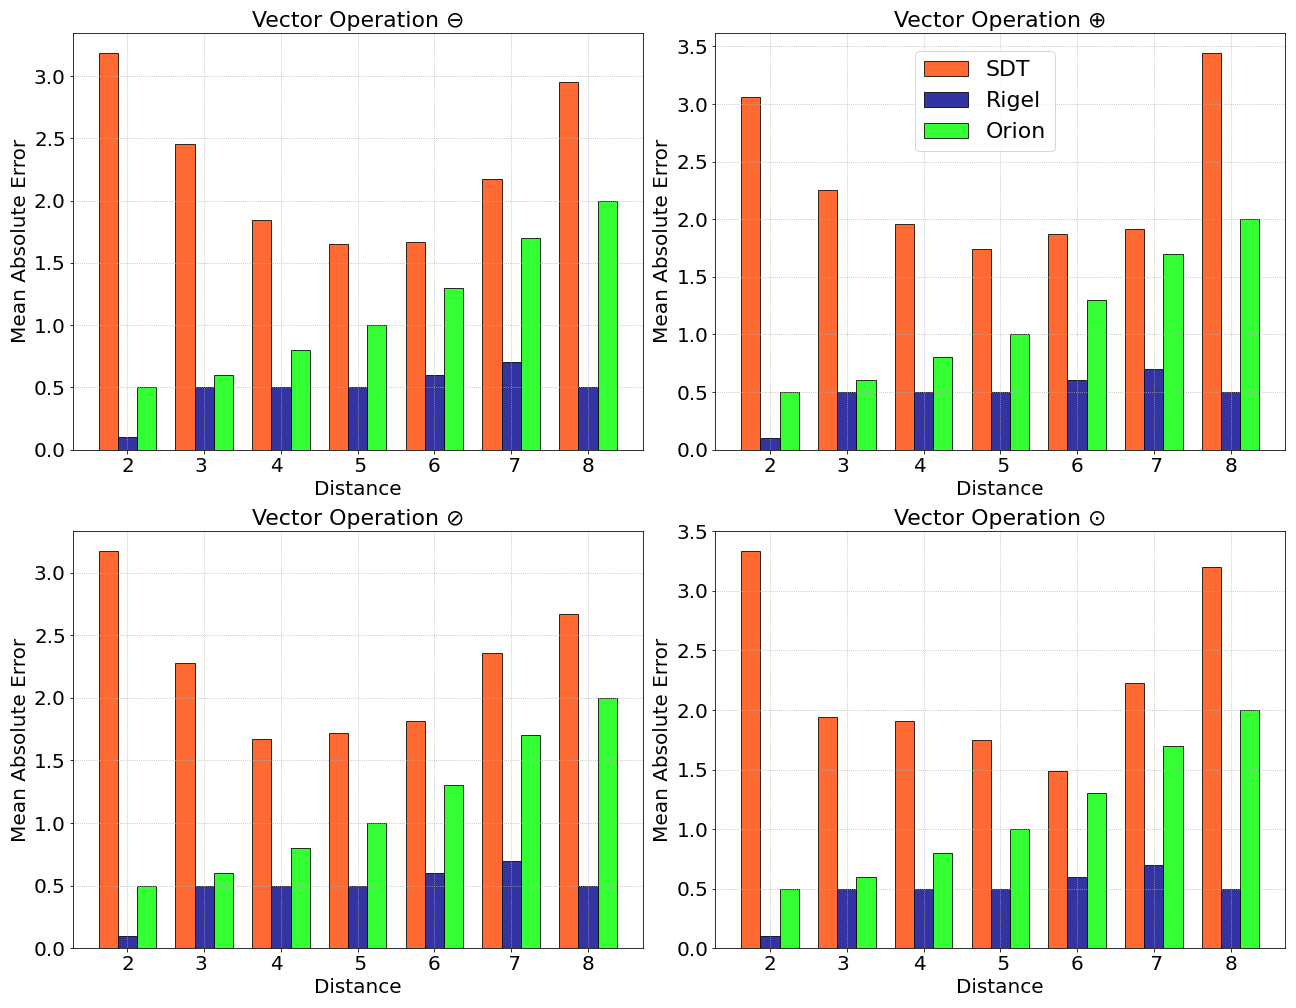 Vector Operation ⊖
Mean Absolute Error
3.0
2.5
2.0
1.5
1.0
0.5
0.0
2 3 4 5 6 7 8
Distance
Vector Operation ⊕
Mean Absolute Error
3.5
3.0
2.5
2.0
1.5
1.0
0.5
0.0
SDT
Rigel
Orion
2 3 4 5 6 7 8
Distance
Vector Operation ⊘
Mean Absolute Error
3.0
2.5
2.0
1.5
1.0
0.5
0.0
2 3 4 5 6 7 8
Distance
Vector Operation ⊙
Mean Absolute Error
3.5
3.0
2.5
2.0
1.5
1.0
0.5
0.0
2 3 4 5 6 7 8
Distance